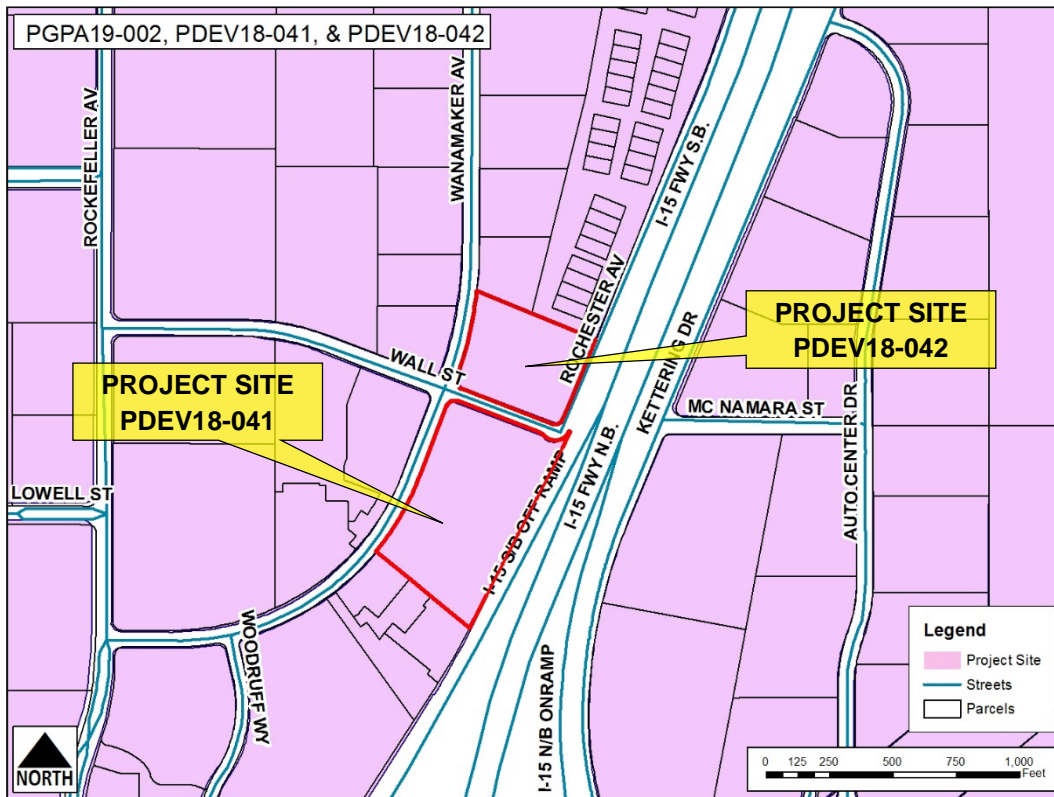 PGPA19-002, PDEV18-041, & PDEV18-042
ROCKEFELLER AV
WANAMAKER AV
I-15 FWY S.B.
ROCHESTER AV
KETTERING DR
PROJECT SITE
PDEV18-042
WALL ST
PROJECT SITE
PDEV18-041
MC NAMARA ST
AUTO CENTER DR
I-15 FWY N.B.
I-15 S/B OFF RAMP
LOWELL ST
WOODRUFF WY
I-15 N/B ONRAMP
Legend
Project Site
Streets
Parcels
NORTH
0 125 250 500 750 1,000
Feet